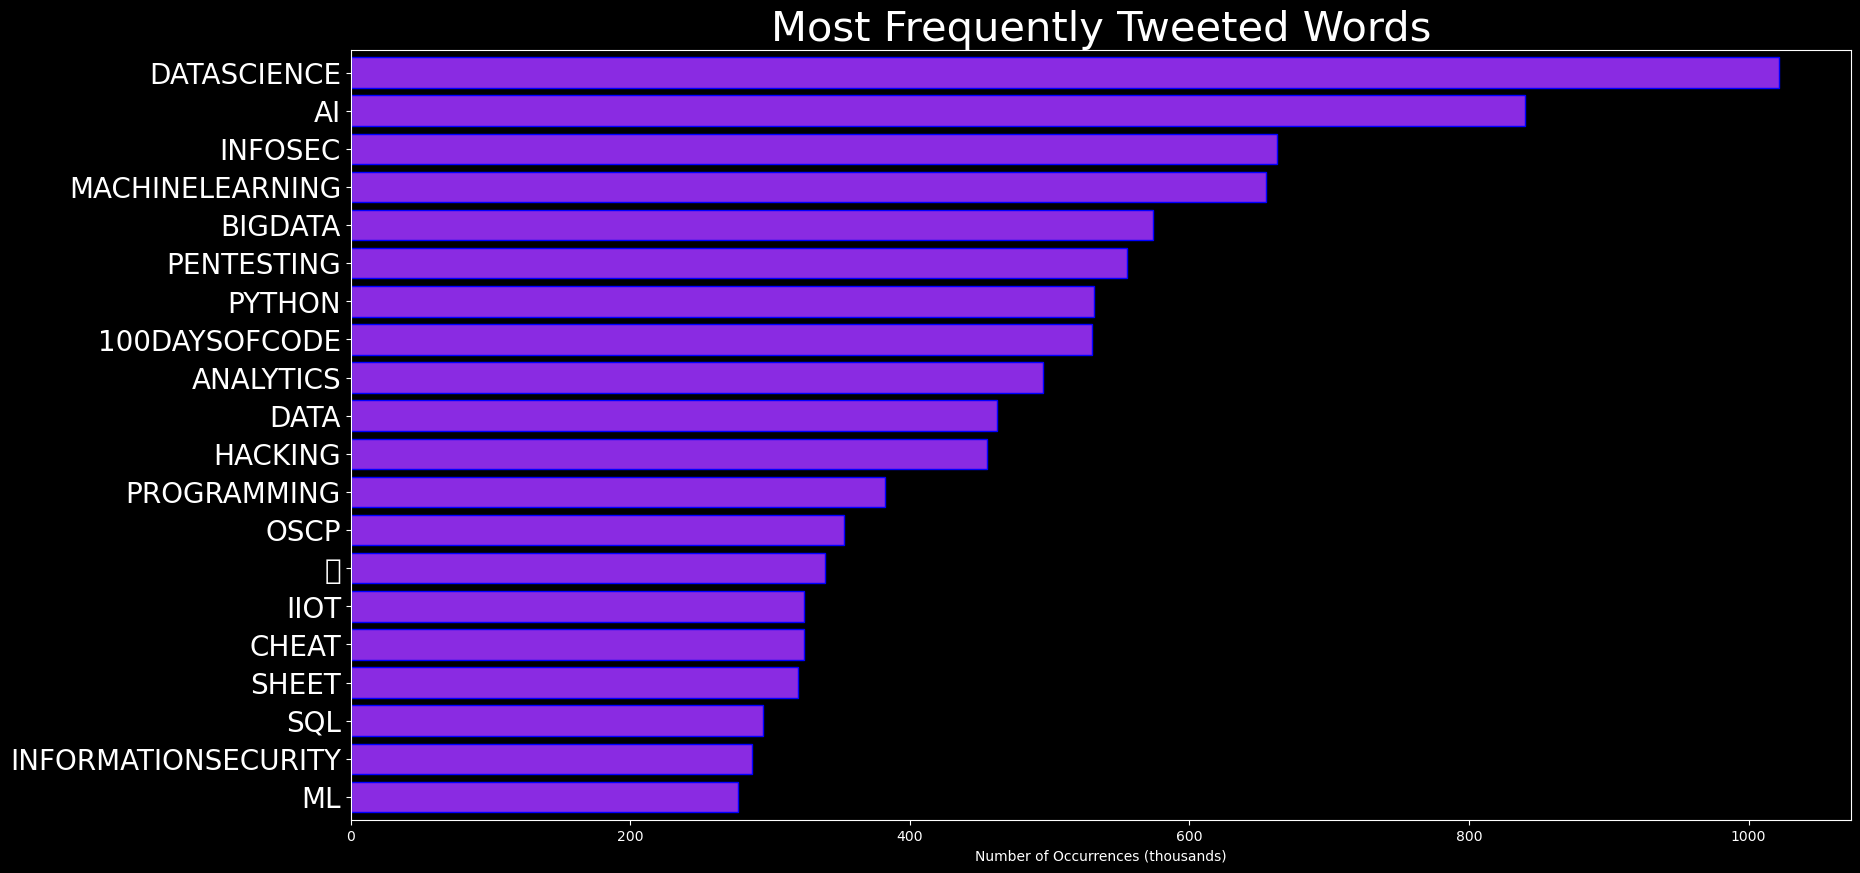 Most Frequently Tweeted Words
DATASCIENCE
AI
INFOSEC
MACHINELEARNING
BIGDATA
PENTESTING
PYTHON
100DAYSOFCODE
ANALYTICS
DATA
HACKING
PROGRAMMING
OSCP
IIOT
CHEAT
SHEET
SQL
INFORMATIONSECURITY
ML
0 200 400 600 800 1000
Number of Occurrences (thousands)